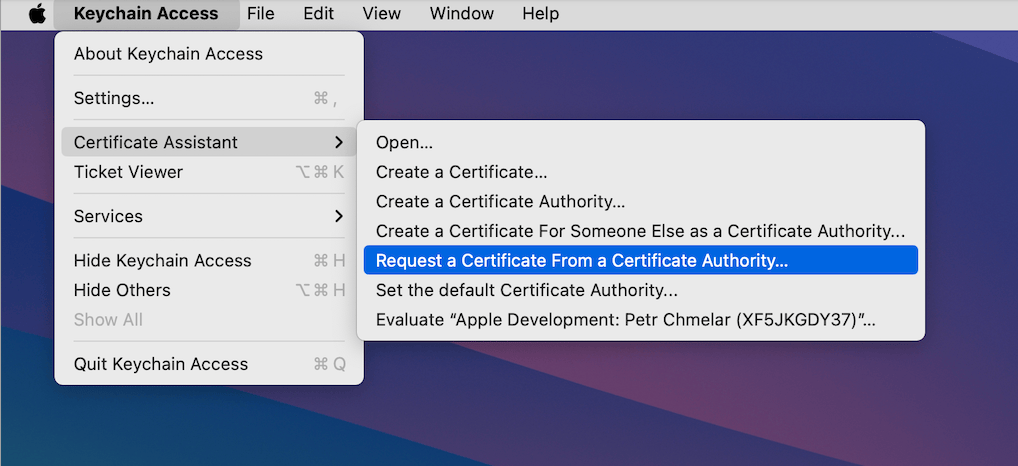 Keychain Access File Edit View Window Help
About Keychain Access
Settings... ⌘ ,
Certificate Assistant
Ticket Viewer ⌥⌘ K
Services
Hide Keychain Access ⌘ H
Hide Others ⌥⌘ H
Show All
Quit Keychain Access ⌘ Q
Open...
Create a Certificate...
Create a Certificate Authority...
Create a Certificate For Someone Else as a Certificate Authority...
Request a Certificate From a Certificate Authority...
Set the default Certificate Authority...
Evaluate “Apple Development: Petr Chmelar (XF5JKGDY37)”...